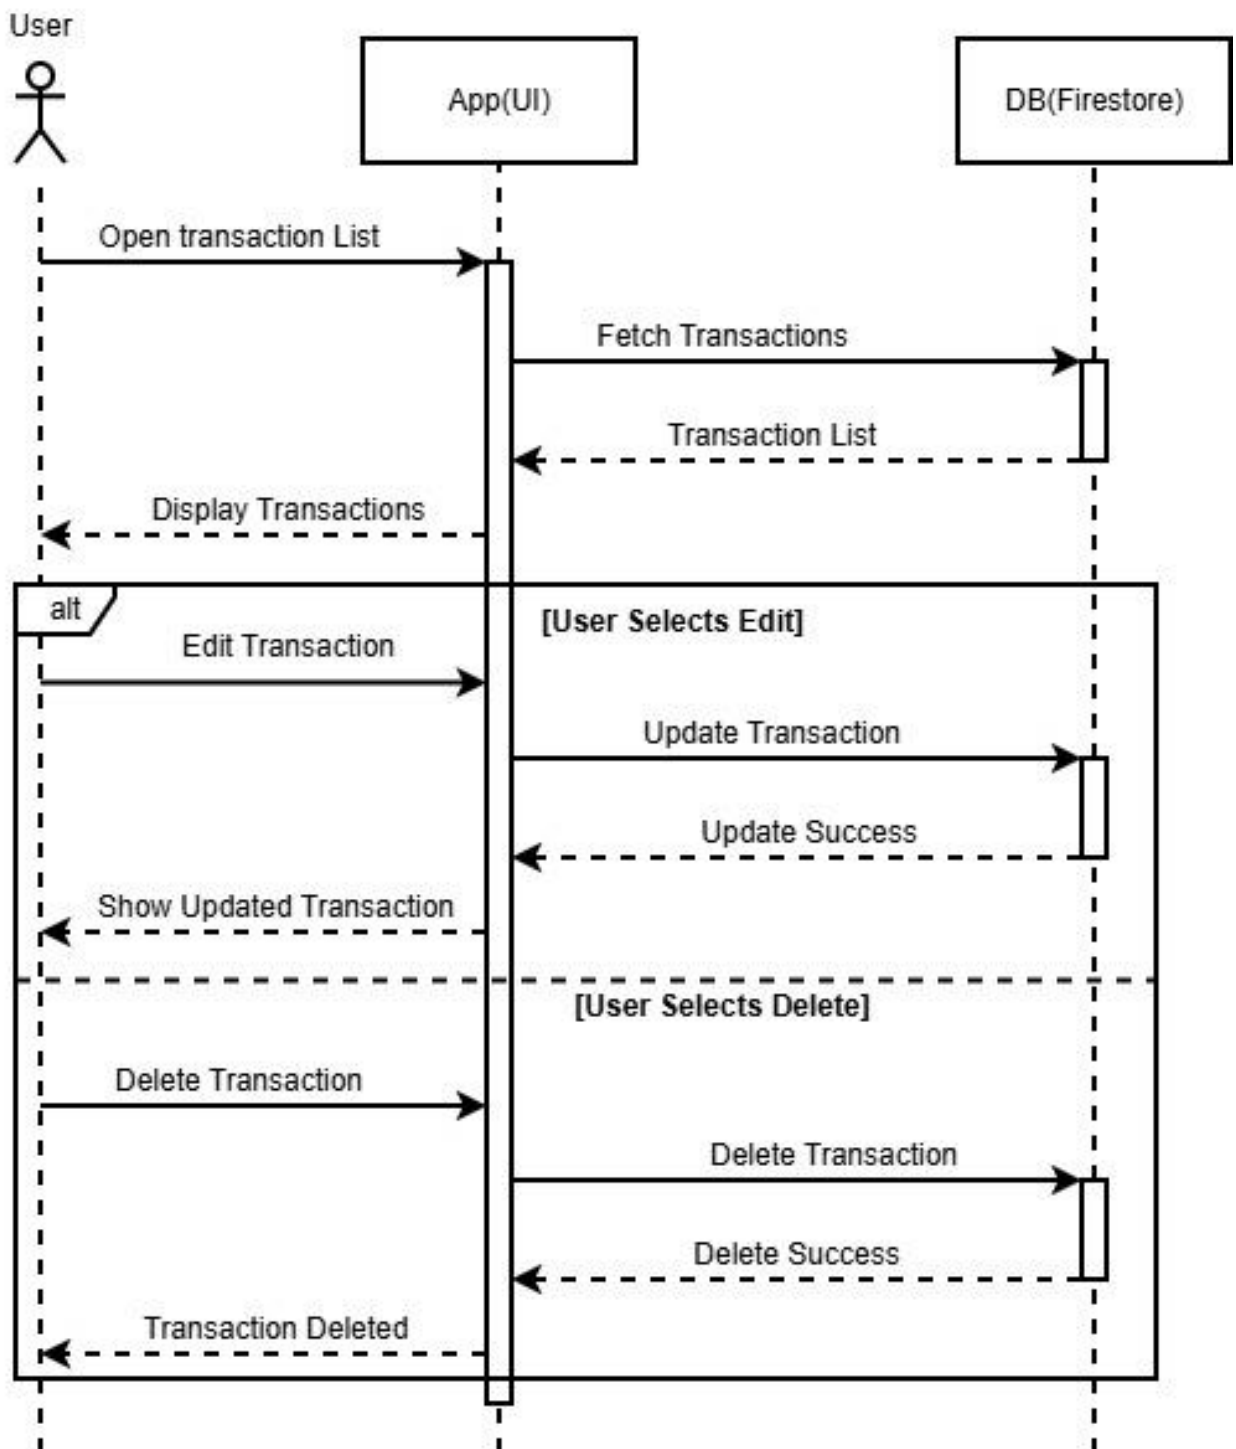 User
App(UI)
DB(Firestore)
Open transaction List
Fetch Transactions
Transaction List
Display Transactions
alt
[User Selects Edit]
Edit Transaction
Update Transaction
Update Success
Show Updated Transaction
[User Selects Delete]
Delete Transaction
Delete Transaction
Delete Success
Transaction Deleted